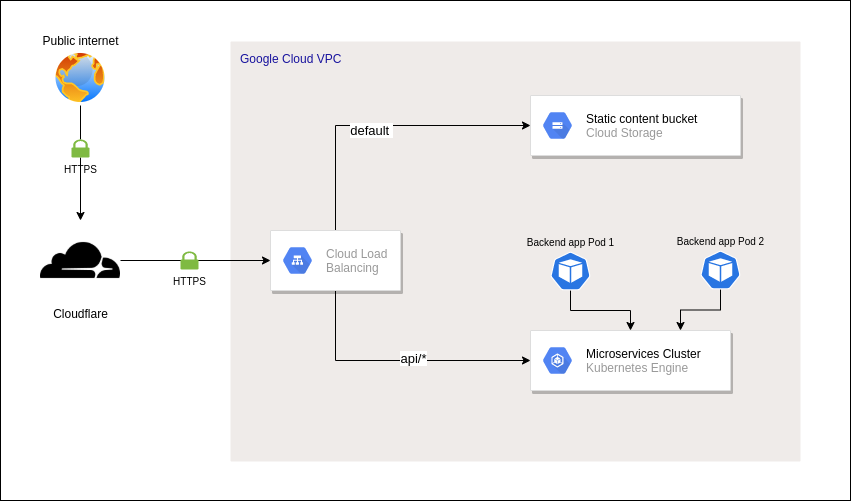 Public internet
HTTPS
Cloudflare
HTTPS
Google Cloud VPC
default
Static content bucket
Cloud Storage
Cloud Load
Balancing
Backend app Pod 1
Backend app Pod 2
api/*
Microservices Cluster
Kubernetes Engine